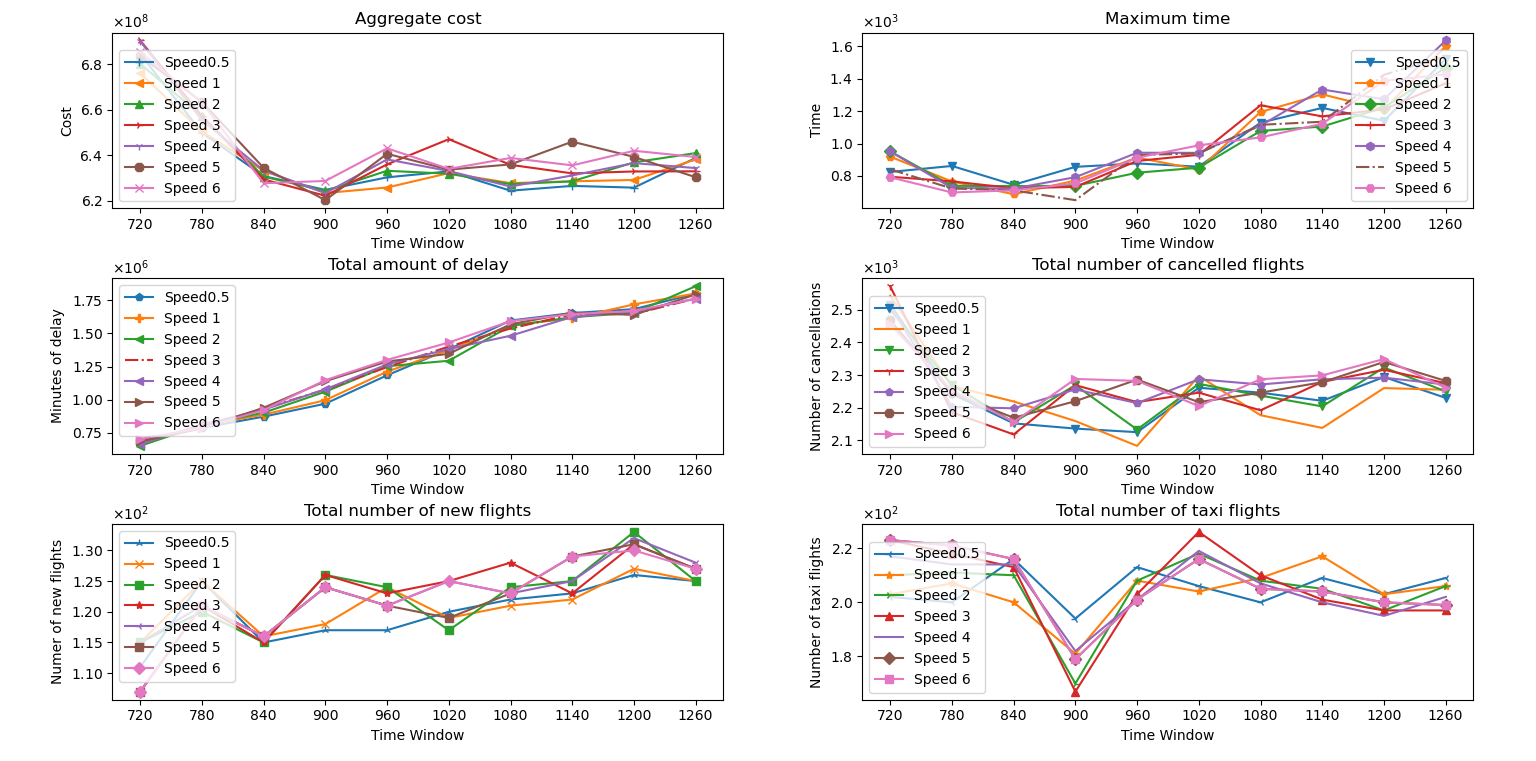 Aggregate cost
×10^8
6.8
6.6
6.4
6.2
Cost
Speed0.5
Speed 1
Speed 2
Speed 3
Speed 4
Speed 5
Speed 6
720 780 840 900 960 1020 1080 1140 1200 1260
Time Window
Maximum time
×10^3
1.6
1.4
1.2
1.0
0.8
Time
Speed0.5
Speed 1
Speed 2
Speed 3
Speed 4
Speed 5
Speed 6
720 780 840 900 960 1020 1080 1140 1200 1260
Time Window
Total amount of delay
×10^6
1.75
1.50
1.25
1.00
0.75
Minutes of delay
Speed0.5
Speed 1
Speed 2
Speed 3
Speed 4
Speed 5
Speed 6
720 780 840 900 960 1020 1080 1140 1200 1260
Time Window
Total number of cancelled flights
×10^3
2.5
2.4
2.3
2.2
2.1
Number of cancellations
Speed0.5
Speed 1
Speed 2
Speed 3
Speed 4
Speed 5
Speed 6
720 780 840 900 960 1020 1080 1140 1200 1260
Time Window
Total number of new flights
×10^2
1.30
1.25
1.20
1.15
1.10
Numer of new flights
Speed0.5
Speed 1
Speed 2
Speed 3
Speed 4
Speed 5
Speed 6
720 780 840 900 960 1020 1080 1140 1200 1260
Time Window
Total number of taxi flights
×10^2
2.2
2.0
1.8
Number of taxi flights
Speed0.5
Speed 1
Speed 2
Speed 3
Speed 4
Speed 5
Speed 6
720 780 840 900 960 1020 1080 1140 1200 1260
Time Window